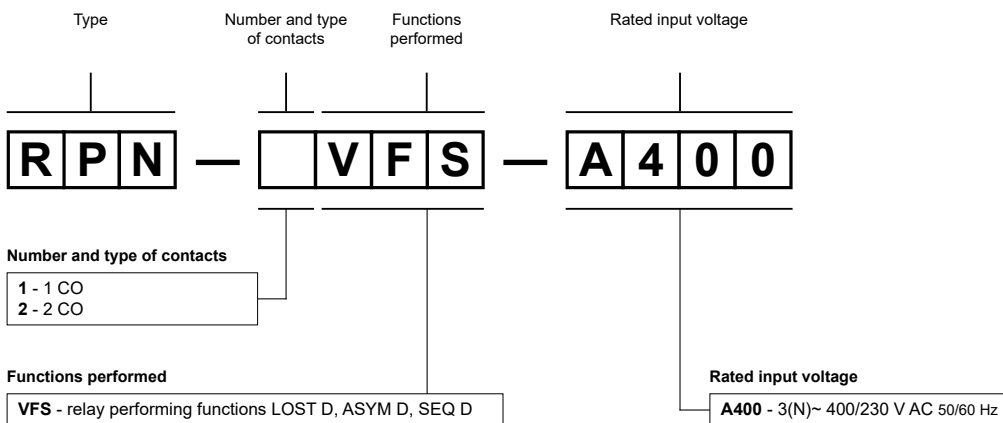 Type
Number and type
of contacts
Functions
performed
Rated input voltage
RPN — VFS — A400
Number and type of contacts
1 - 1 CO
2 - 2 CO
Functions performed
VFS - relay performing functions LOST D, ASYM D, SEQ D
Rated input voltage
A400 - 3(N)~ 400/230 V AC 50/60 Hz